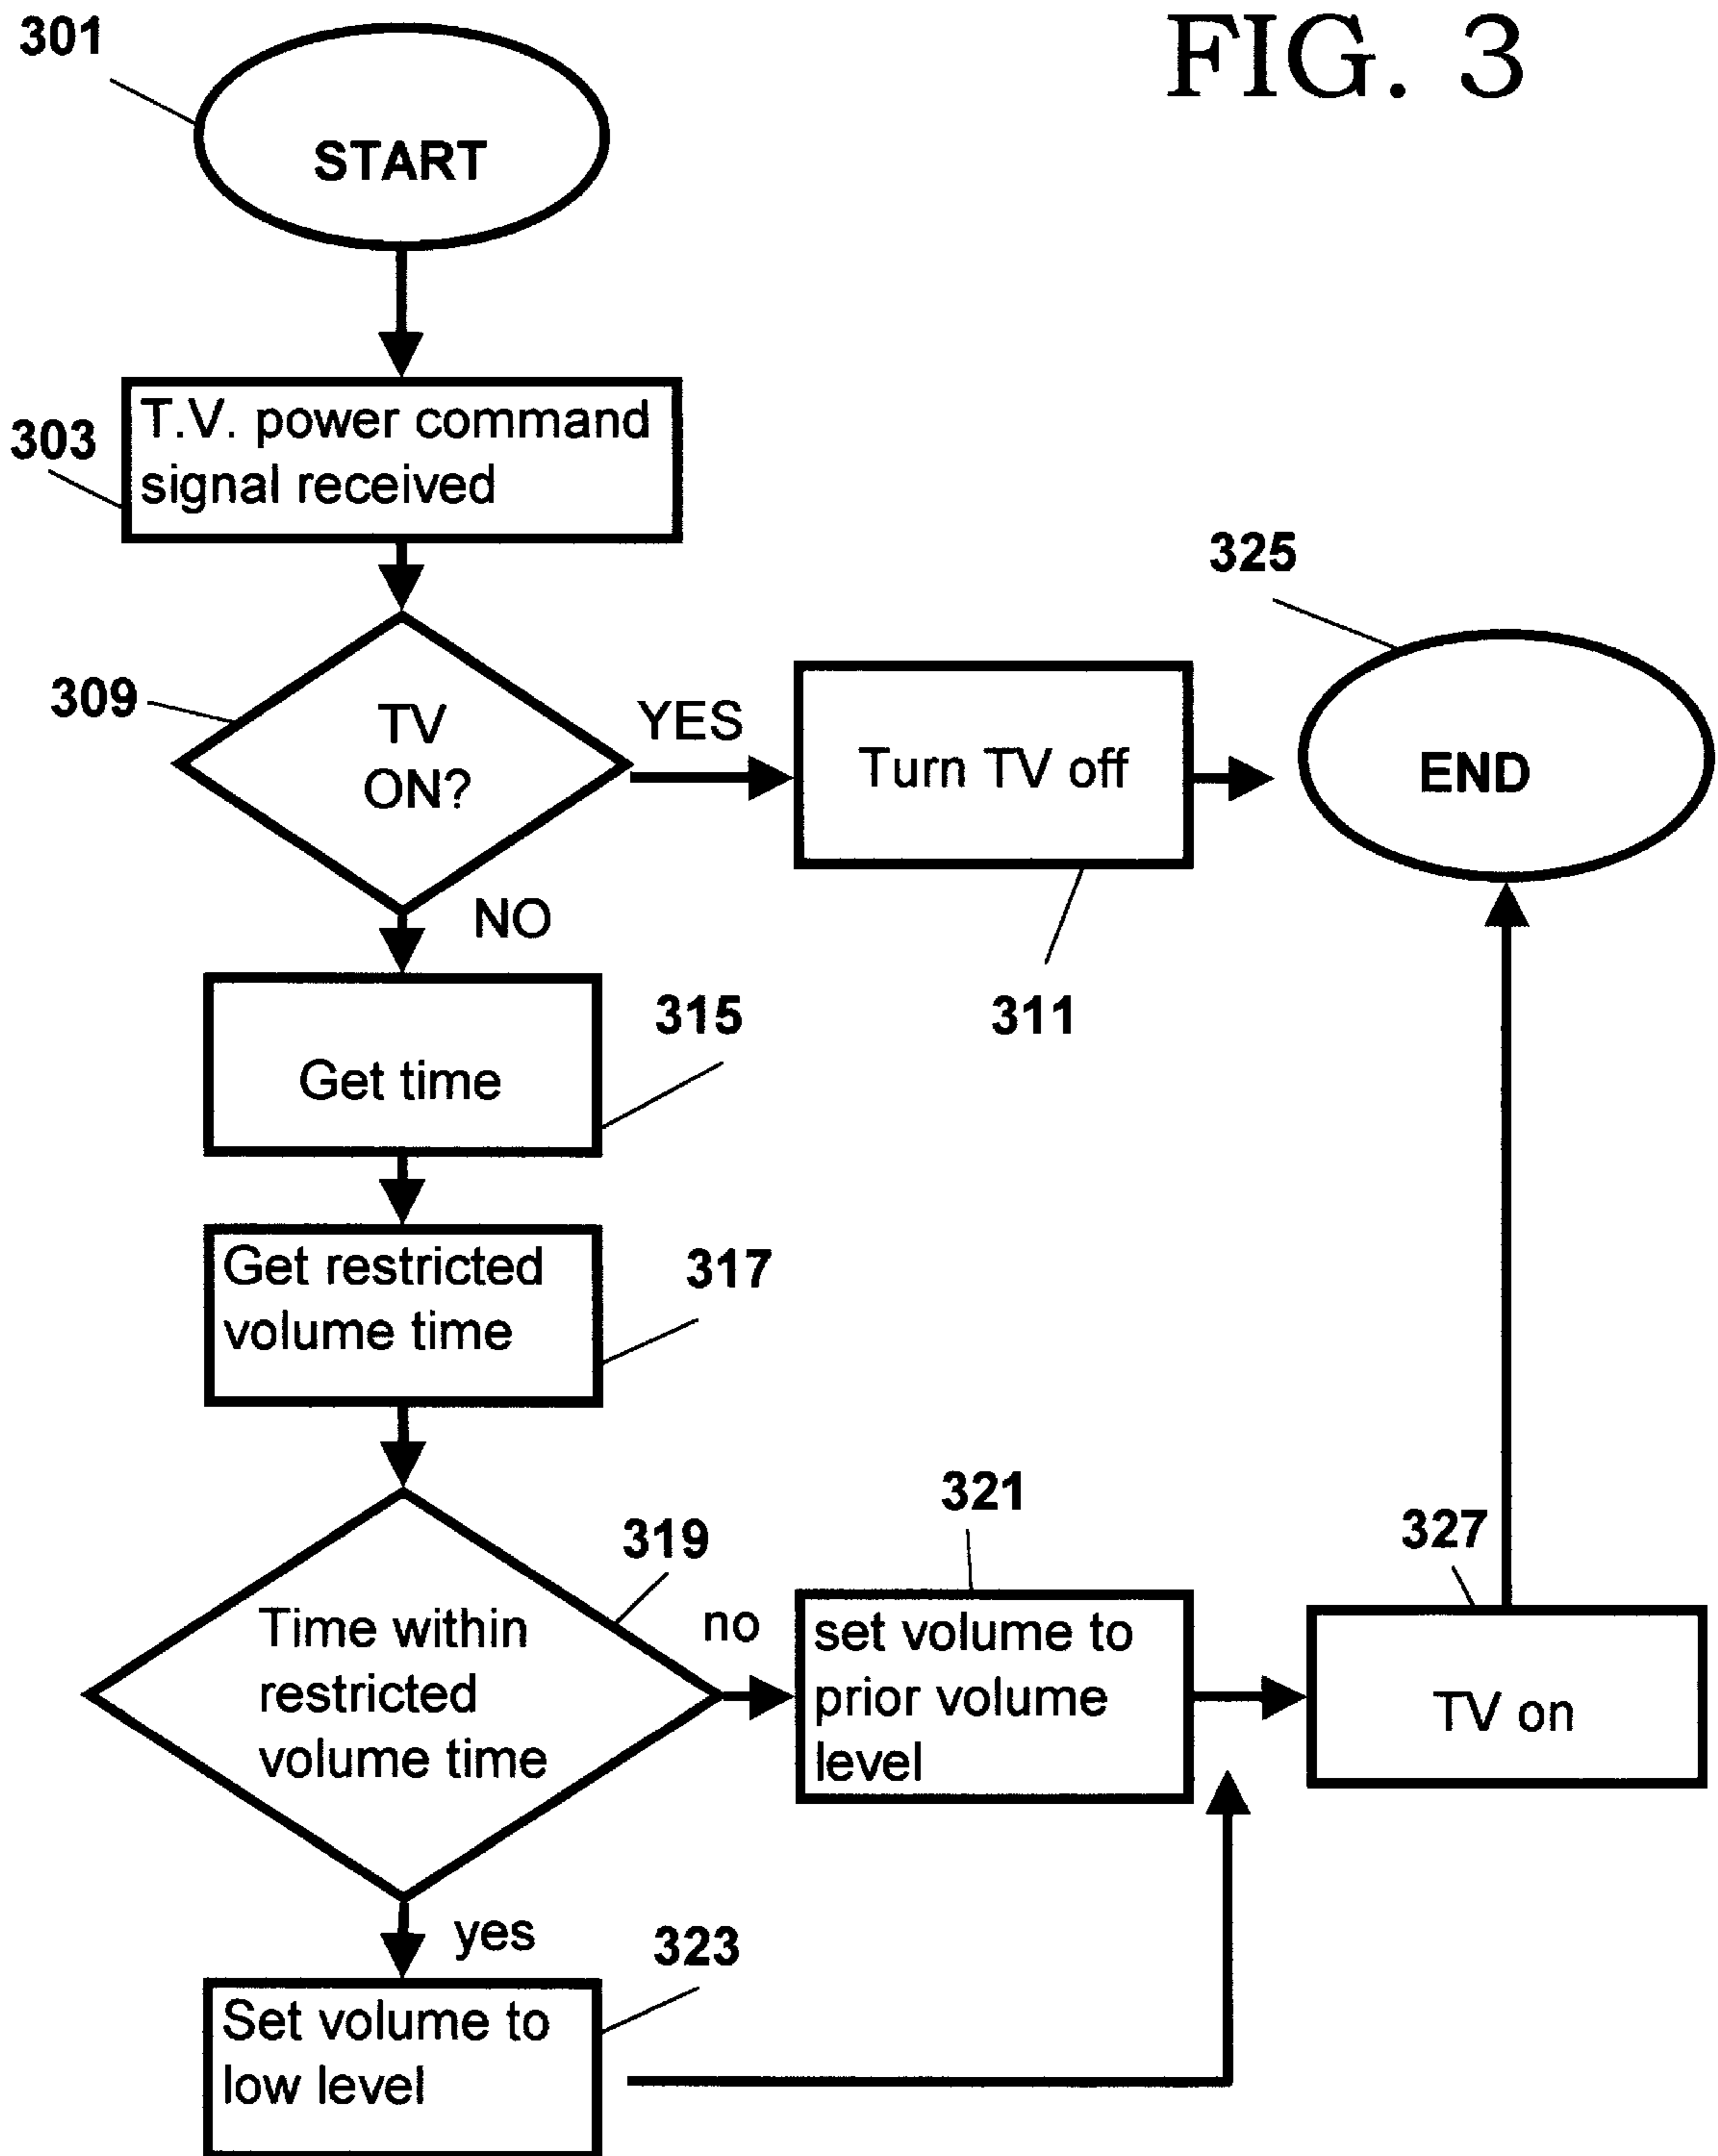 FIG. 3
301
START
303
T.V. power command
signal received
325
309
TV
ON?
YES
Turn TV off
END
NO
311
315
Get time
317
Get restricted
volume time
321
319
327
Time within
restricted
volume time
no
set volume to
prior volume
level
TV on
yes
323
Set volume to
low level